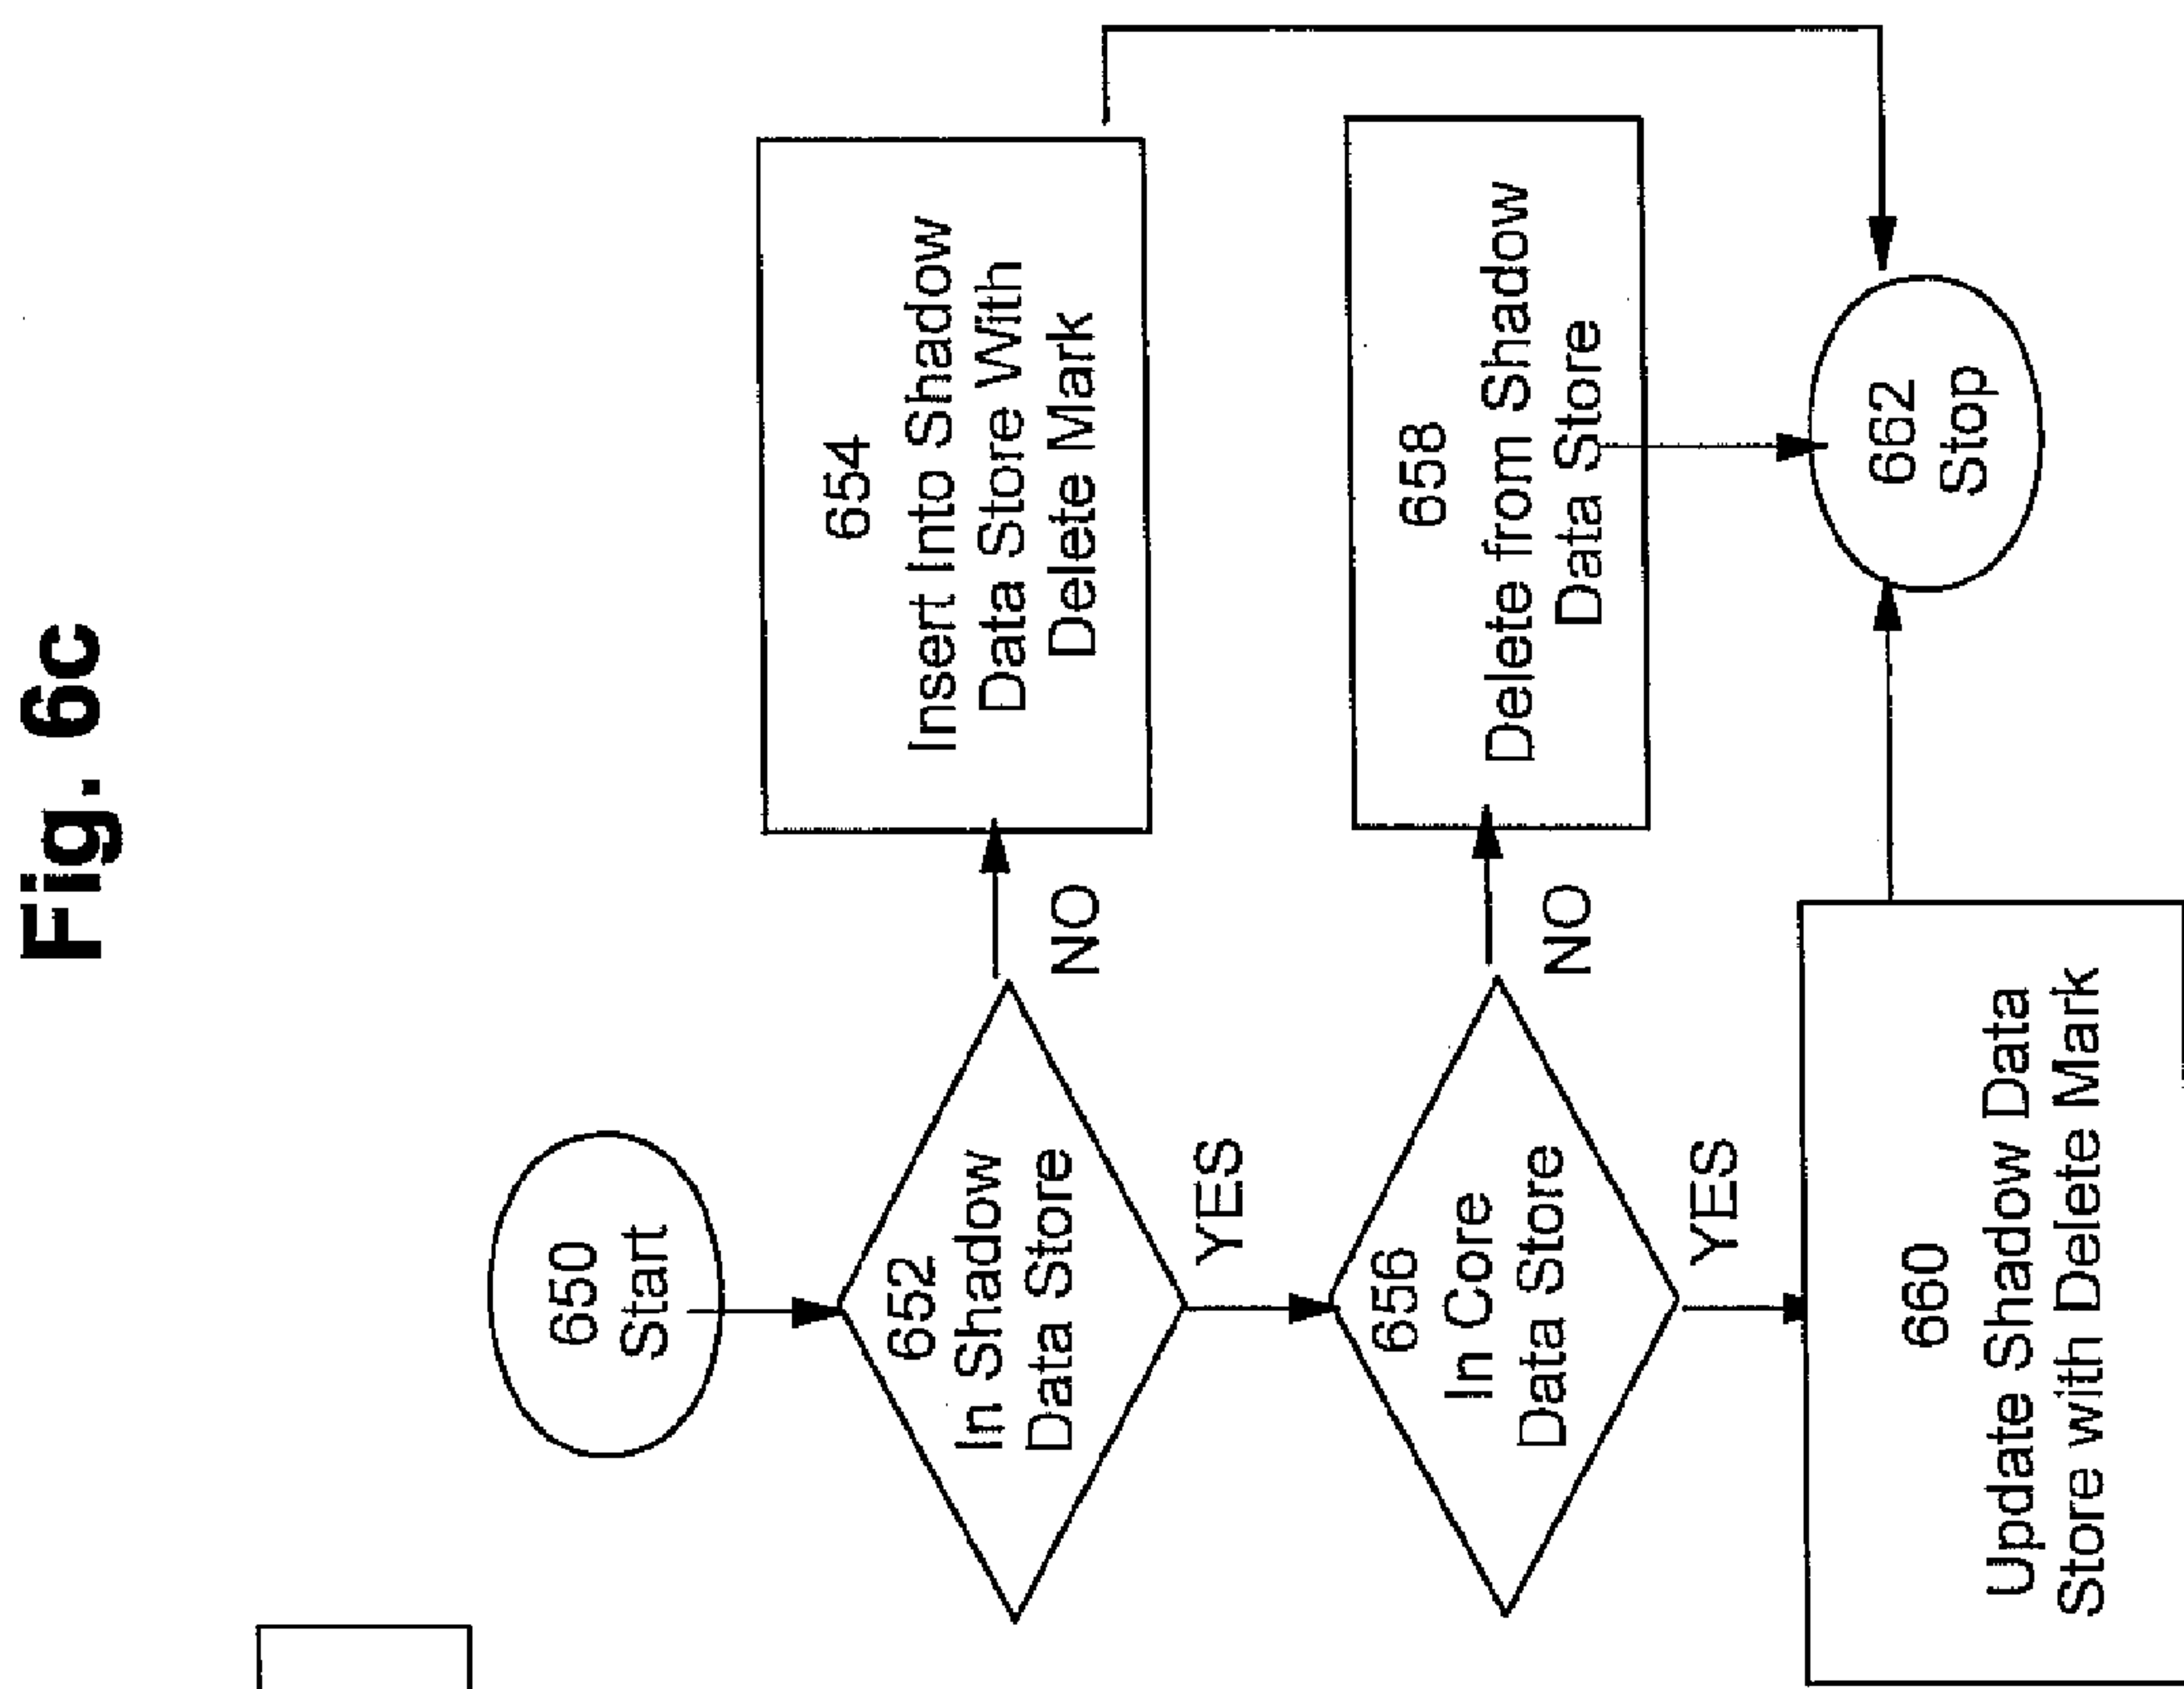 Fig. 6c
650
Start
652
In Shadow
Data Store
NO
654
Insert Into Shadow
Data Store With
Delete Mark
YES
656
In Core
Data Store
NO
658
Delete from Shadow
Data Store
YES
660
Update Shadow Data
Store with Delete Mark
662
Stop